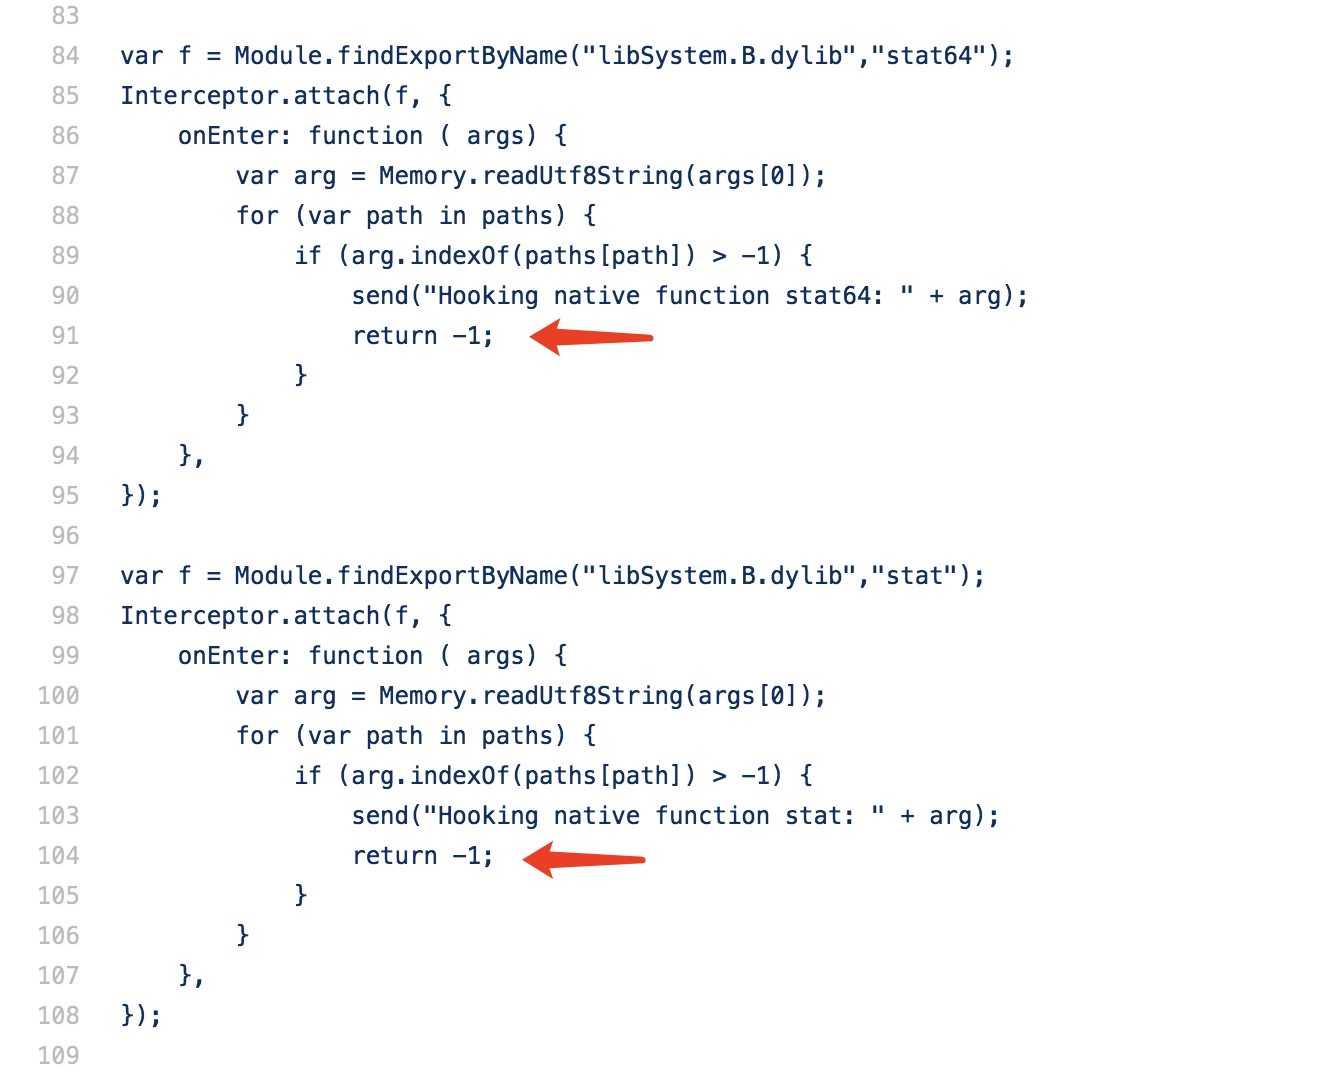 83
84 var f = Module.findExportByName("libSystem.B.dylib","stat64");
85 Interceptor.attach(f, {
86     onEnter: function ( args) {
87         var arg = Memory.readUtf8String(args[0]);
88         for (var path in paths) {
89             if (arg.indexOf(paths[path]) > -1) {
90                 send("Hooking native function stat64: " + arg);
91                 return -1;
92             }
93         }
94     },
95 });
96
97 var f = Module.findExportByName("libSystem.B.dylib","stat");
98 Interceptor.attach(f, {
99     onEnter: function ( args) {
100         var arg = Memory.readUtf8String(args[0]);
101         for (var path in paths) {
102             if (arg.indexOf(paths[path]) > -1) {
103                 send("Hooking native function stat: " + arg);
104                 return -1;
105             }
106         }
107     },
108 });
109